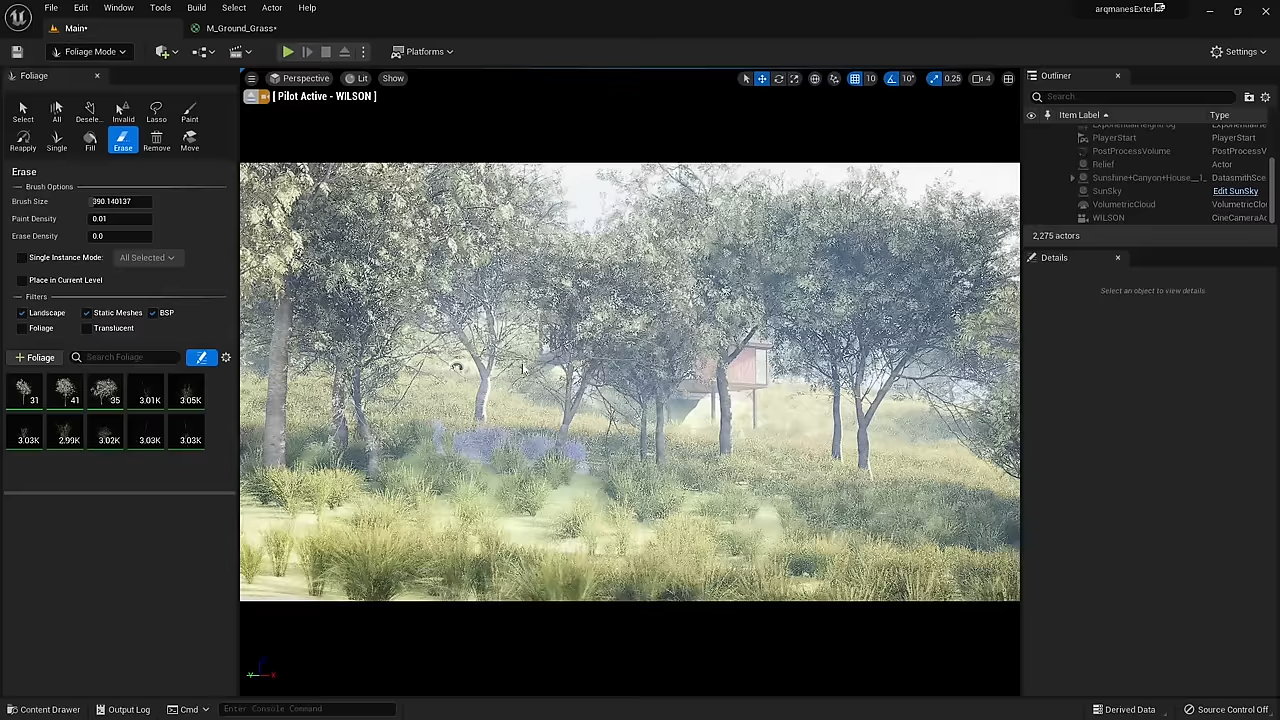 File Edit Window Tools Build Select Actor Help
arqmanesExter
Main* M_Ground_Grass*
Foliage Mode Platforms Settings
Foliage
Perspective Lit Show 10 10° 0.25 4
[ Pilot Active - WILSON ]
Select All Desele.. Invalid Lasso Paint
Reapply Single Fill Erase Remove Move
Erase
Brush Options
Brush Size 390.140137
Paint Density 0.01
Erase Density 0.0
Single Instance Mode: All Selected
Place in Current Level
Filters
Landscape Static Meshes BSP
Foliage Translucent
+ Foliage Search Foliage
31 41 35 3.01K 3.05K
3.03K 2.99K 3.02K 3.03K 3.03K
Outliner
Search...
Item Label Type
PlayerStart PlayerStart
PostProcessVolume PostProcessV
Relief Actor
Sunshine+Canyon+House__1_ DatasmithSce
SunSky Edit SunSky
VolumetricCloud VolumetricClo
WILSON CineCameraAc
2,275 actors
Details
Select an object to view details.
Content Drawer Output Log Cmd Enter Console Command Derived Data Source Control Off